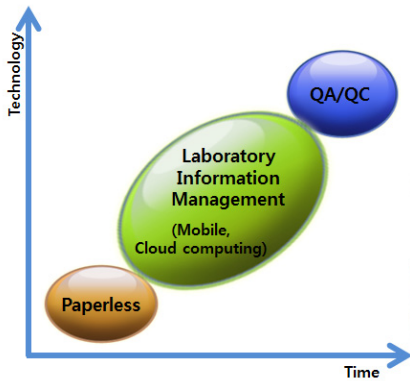 Technology
QA/QC
Laboratory
Information
Management
(Mobile,
Cloud computing)
Paperless
Time